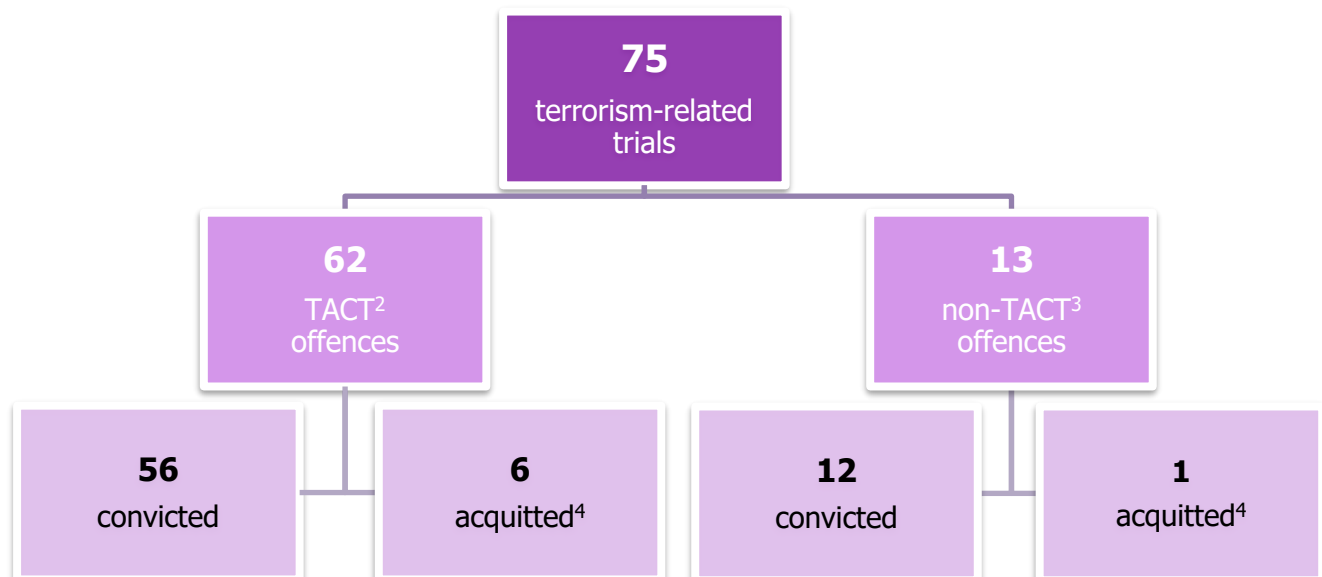 75
terrorism-related
trials
62
TACT²
offences
13
non-TACT³
offences
56
convicted
6
acquitted⁴
12
convicted
1
acquitted⁴